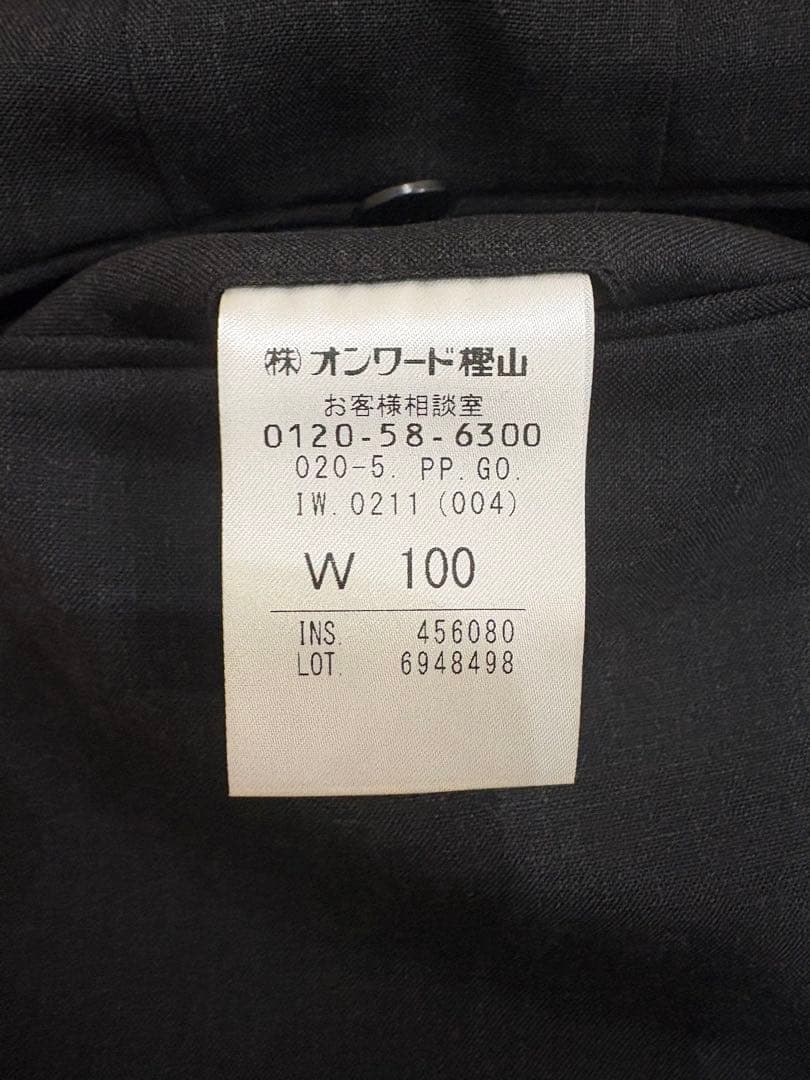 ㈱オンワード樫山
お客様相談室
0120-58-6300
020-5. PP.GO.
IW.0211(004)
W 100
INS. 456080
LOT. 6948498